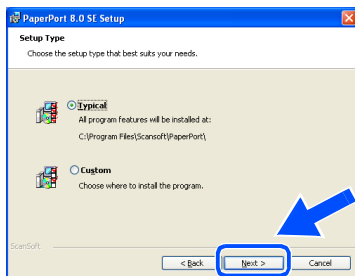 PaperPort 8.0 SE Setup
Setup Type
Choose the setup type that best suits your needs.
Typical
All program features will be installed at:
C:\Program Files\Scansoft\PaperPort\
Custom
Choose where to install the program.
ScanSoft
< Back Next > Cancel